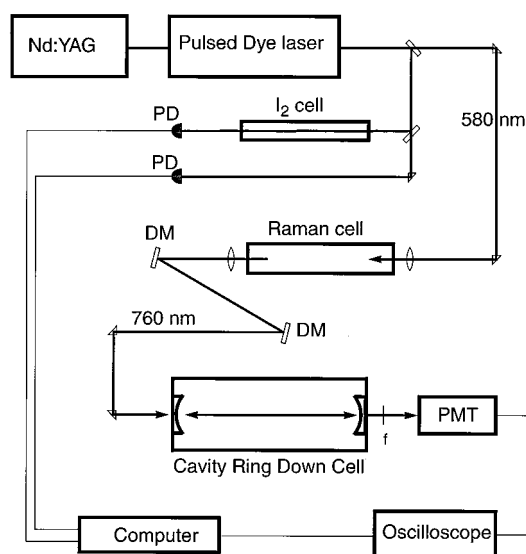 Nd:YAG
Pulsed Dye laser
PD
I2 cell
580 nm
PD
Raman cell
DM
760 nm
DM
PMT
f
Cavity Ring Down Cell
Computer
Oscilloscope